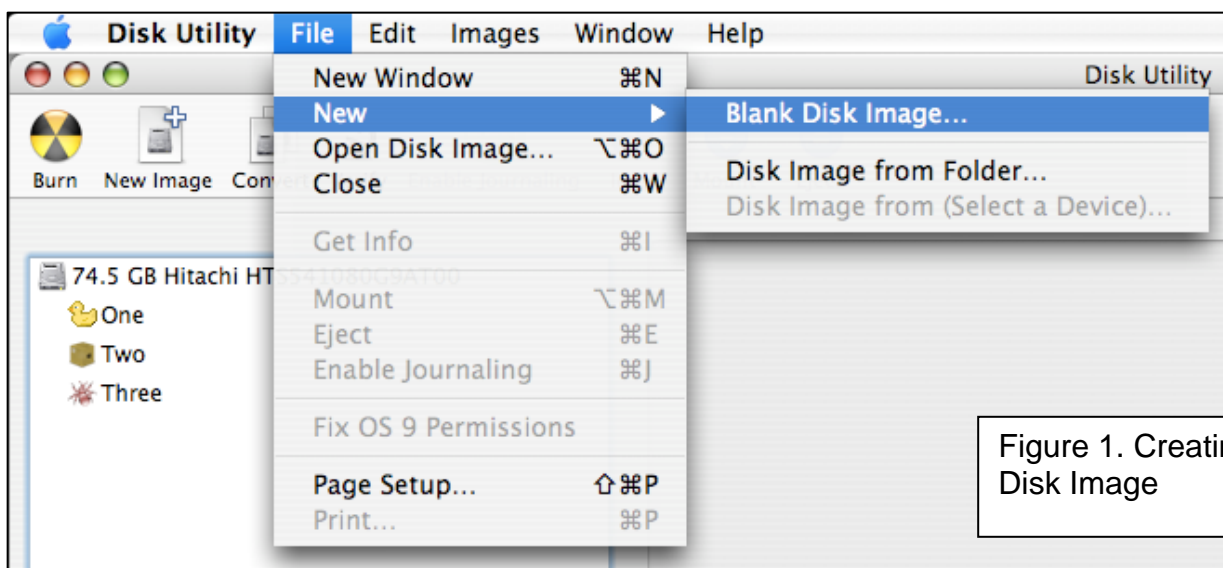 Disk Utility File Edit Images Window Help
Disk Utility
New Window ⌘N
New ▶
Open Disk Image... ⌥⌘O
Close ⌘W
Get Info ⌘I
Mount ⌥⌘M
Eject ⌘E
Enable Journaling ⌘J
Fix OS 9 Permissions
Page Setup... ⇧⌘P
Print... ⌘P
Blank Disk Image...
Disk Image from Folder...
Disk Image from (Select a Device)...
Burn New Image
74.5 GB Hitachi HTS541080G9AT00
One
Two
Three
Figure 1.
Disk Image